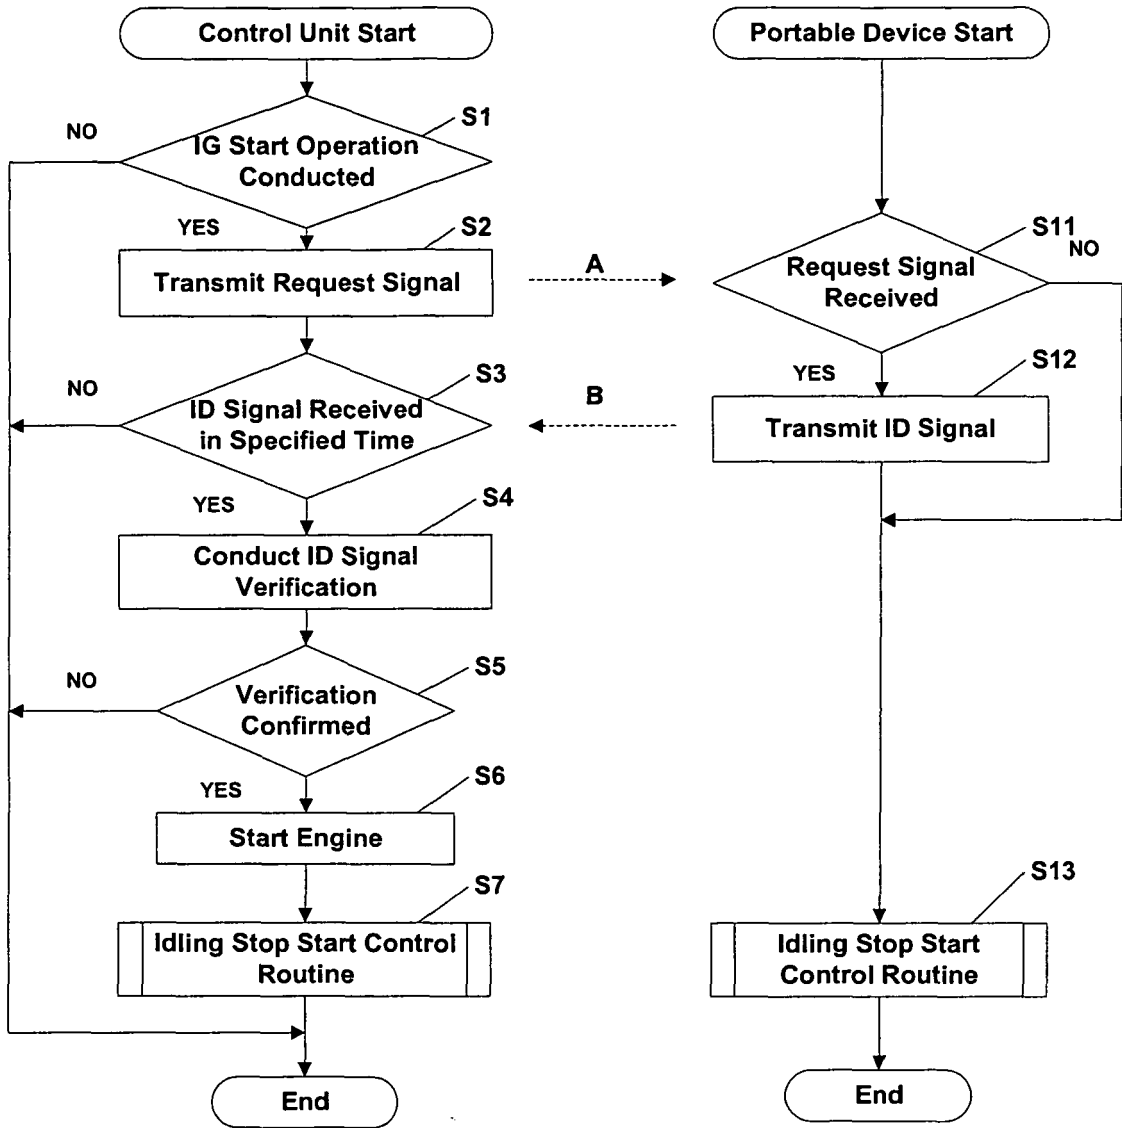 Control Unit Start
Portable Device Start
S1
NO
IG Start Operation
Conducted
YES
S2
S11
NO
Transmit Request Signal
A
Request Signal
Received
S3
NO
ID Signal Received
in Specified Time
B
YES
S12
Transmit ID Signal
YES
S4
Conduct ID Signal
Verification
S5
NO
Verification
Confirmed
YES
S6
Start Engine
S7
S13
Idling Stop Start Control
Routine
Idling Stop Start
Control Routine
End
End